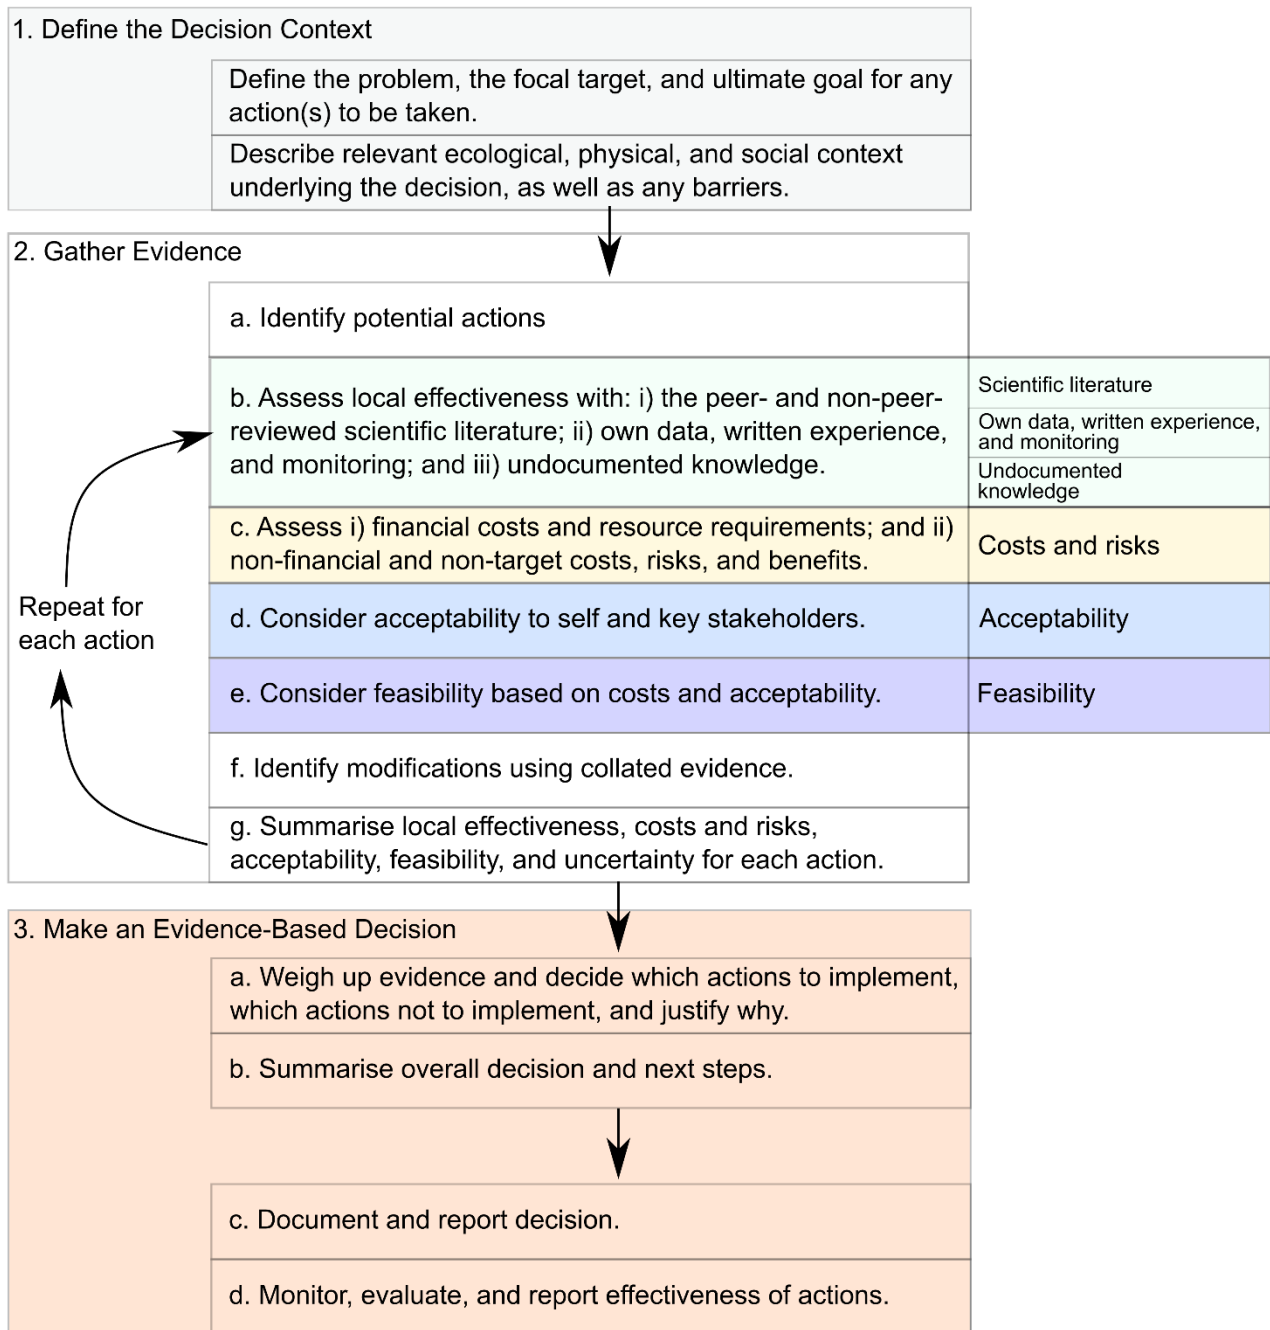 1. Define the Decision Context
Define the problem, the focal target, and ultimate goal for any
action(s) to be taken.
Describe relevant ecological, physical, and social context
underlying the decision, as well as any barriers.
2. Gather Evidence
a. Identify potential actions
b. Assess local effectiveness with: i) the peer- and non-peer-
reviewed scientific literature; ii) own data, written experience,
and monitoring; and iii) undocumented knowledge.
Scientific literature
Own data, written experience,
and monitoring
Undocumented
knowledge
c. Assess i) financial costs and resource requirements; and ii)
non-financial and non-target costs, risks, and benefits.
Costs and risks
Repeat for
each action
d. Consider acceptability to self and key stakeholders.
Acceptability
e. Consider feasibility based on costs and acceptability.
Feasibility
f. Identify modifications using collated evidence.
g. Summarise local effectiveness, costs and risks,
acceptability, feasibility, and uncertainty for each action.
3. Make an Evidence-Based Decision
a. Weigh up evidence and decide which actions to implement,
which actions not to implement, and justify why.
b. Summarise overall decision and next steps.
c. Document and report decision.
d. Monitor, evaluate, and report effectiveness of actions.